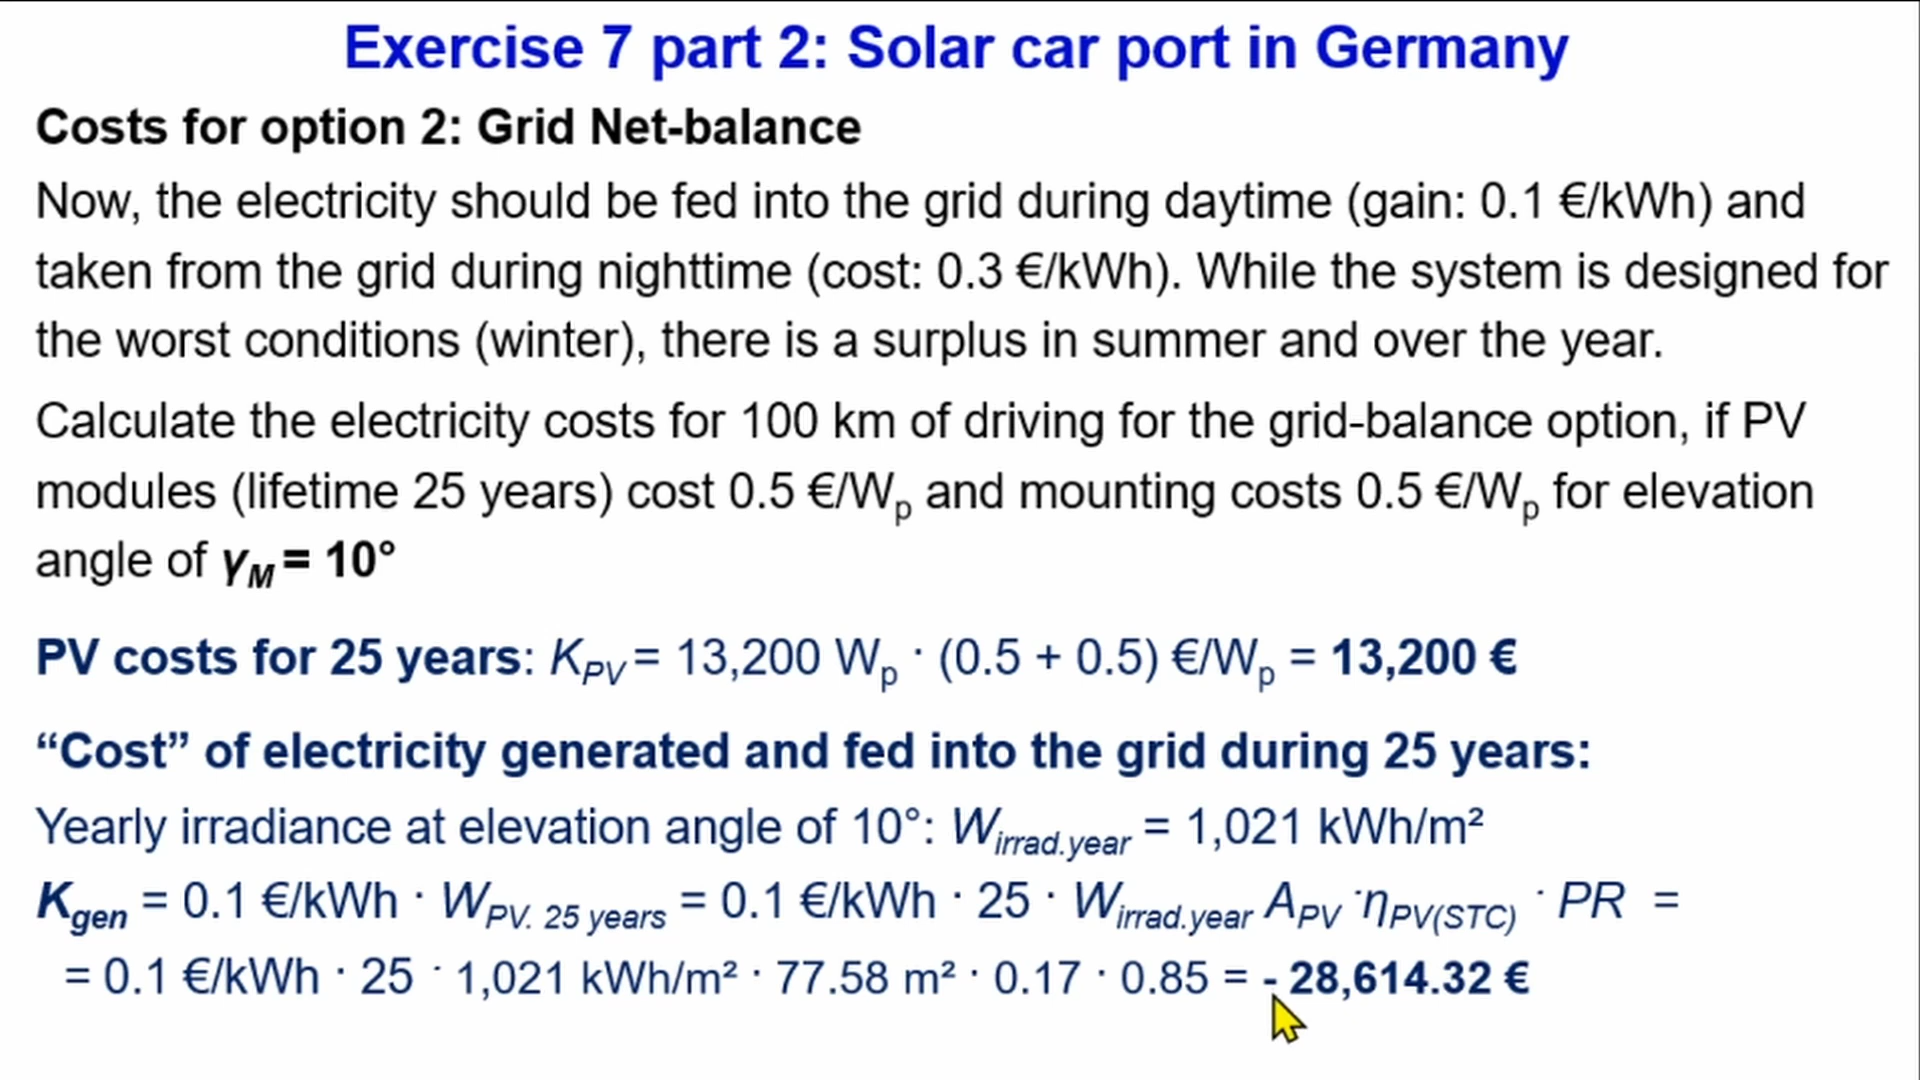 Exercise 7 part 2: Solar car port in Germany
Costs for option 2: Grid Net-balance
Now, the electricity should be fed into the grid during daytime (gain: 0.1 €/kWh) and
taken from the grid during nighttime (cost: 0.3 €/kWh). While the system is designed for
the worst conditions (winter), there is a surplus in summer and over the year.
Calculate the electricity costs for 100 km of driving for the grid-balance option, if PV
modules (lifetime 25 years) cost 0.5 €/Wp and mounting costs 0.5 €/Wp for elevation
angle of γM = 10°
PV costs for 25 years: KPV = 13,200 Wp · (0.5 + 0.5) €/Wp = 13,200 €
“Cost” of electricity generated and fed into the grid during 25 years:
Yearly irradiance at elevation angle of 10°: Wirrad.year = 1,021 kWh/m²
Kgen = 0.1 €/kWh · WPV. 25 years = 0.1 €/kWh · 25 · Wirrad.year APV ·ηPV(STC) · PR =
= 0.1 €/kWh · 25 · 1,021 kWh/m² · 77.58 m² · 0.17 · 0.85 = - 28,614.32 €